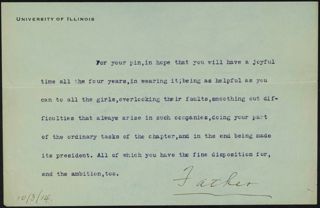 UNIVERSITY OF ILLINOIS
For your pin,in hope that you will have a joyful
time all the four years,in wearing it;being as helpful as you
can to all the girls,overlooking their faults,smoothing out dif-
ficulties that always arise in such companies,doing your part
of the ordinary tasks of the chapter,and in the end being made
its president. All of which you have the fine disposition for,
and the ambition,too.
Father
10/3/14.